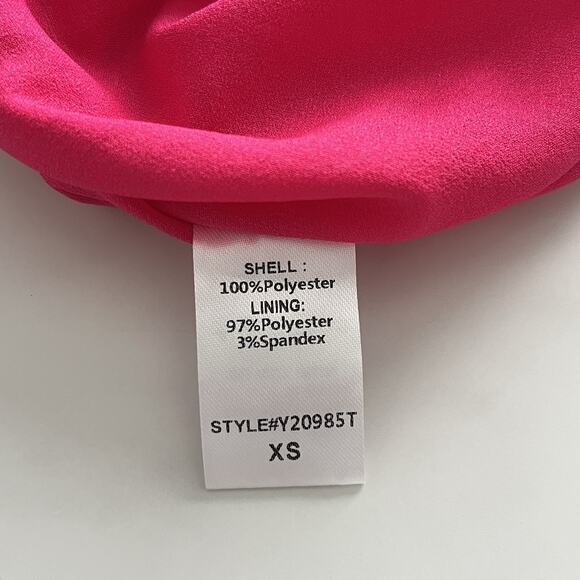 SHELL :
100%Polyester
LINING:
97%Polyester
3%Spandex
STYLE#Y20985T
XS